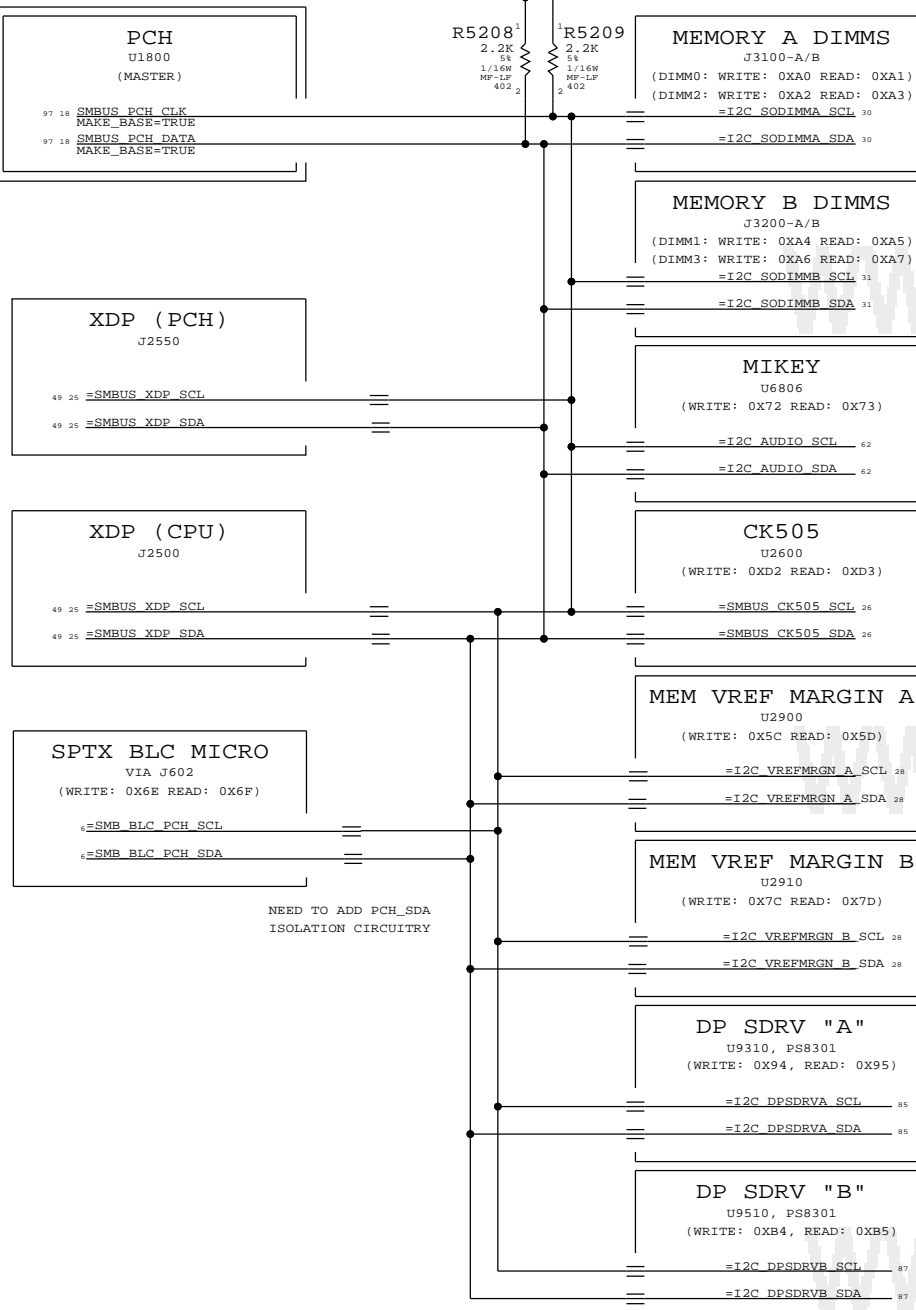 PCH
U1800
(MASTER)
97 18 SMBUS_PCH_CLK
MAKE_BASE=TRUE
97 18 SMBUS_PCH_DATA
MAKE_BASE=TRUE
R5208
2.2K
5%
1/16W
MF-LF
402
1
2
R5209
2.2K
5%
1/16W
MF-LF
402
1
2
MEMORY A DIMMS
J3100-A/B
(DIMM0: WRITE: 0XA0 READ: 0XA1)
(DIMM2: WRITE: 0XA2 READ: 0XA3)
=I2C_SODIMMA_SCL 30
=I2C_SODIMMA_SDA 30
MEMORY B DIMMS
J3200-A/B
(DIMM1: WRITE: 0XA4 READ: 0XA5)
(DIMM3: WRITE: 0XA6 READ: 0XA7)
=I2C_SODIMMB_SCL 31
=I2C_SODIMMB_SDA 31
XDP (PCH)
J2550
49 25 =SMBUS_XDP_SCL
49 25 =SMBUS_XDP_SDA
MIKEY
U6806
(WRITE: 0X72 READ: 0X73)
=I2C_AUDIO_SCL 62
=I2C_AUDIO_SDA 62
XDP (CPU)
J2500
49 25 =SMBUS_XDP_SCL
49 25 =SMBUS_XDP_SDA
CK505
U2600
(WRITE: 0XD2 READ: 0XD3)
=SMBUS_CK505_SCL 26
=SMBUS_CK505_SDA 26
MEM VREF MARGIN A
U2900
(WRITE: 0X5C READ: 0X5D)
=I2C_VREFMRGN_A_SCL 28
=I2C_VREFMRGN_A_SDA 28
SPTX BLC MICRO
VIA J602
(WRITE: 0X6E READ: 0X6F)
6 =SMB_BLC_PCH_SCL
6 =SMB_BLC_PCH_SDA
NEED TO ADD PCH_SDA
ISOLATION CIRCUITRY
MEM VREF MARGIN B
U2910
(WRITE: 0X7C READ: 0X7D)
=I2C_VREFMRGN_B_SCL 28
=I2C_VREFMRGN_B_SDA 28
DP SDRV "A"
U9310, PS8301
(WRITE: 0X94, READ: 0X95)
=I2C_DPSDRVA_SCL 85
=I2C_DPSDRVA_SDA 85
DP SDRV "B"
U9510, PS8301
(WRITE: 0XB4, READ: 0XB5)
=I2C_DPSDRVB_SCL 87
=I2C_DPSDRVB_SDA 87